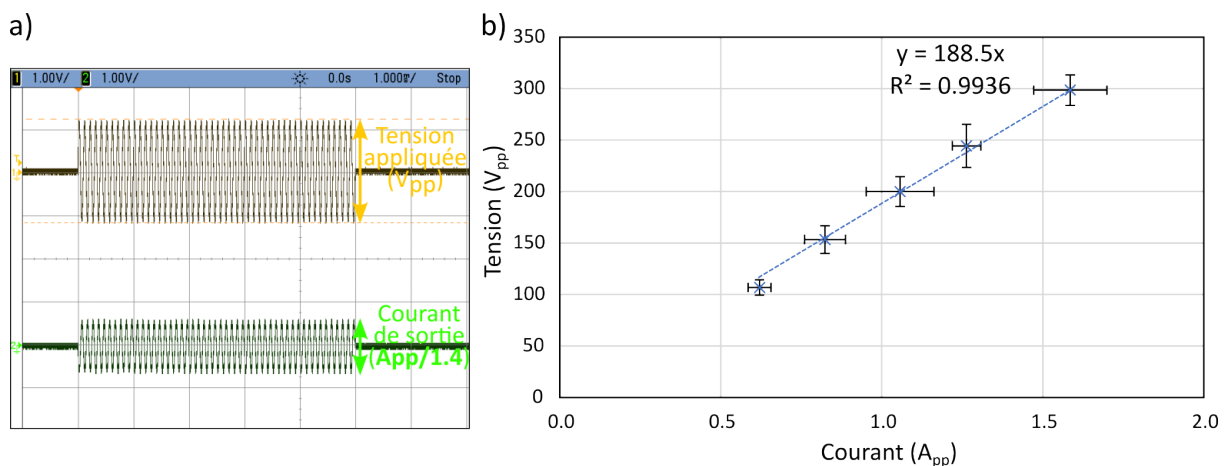 a)
1 1.00V/ 2 1.00V/ 0.0s 1.000m/ Stop
Tension
appliquée
(Vpp)
Courant
de sortie
(App/1.4)
b)
y = 188.5x
R² = 0.9936
Tension (Vpp)
350
300
250
200
150
100
50
0
0.0 0.5 1.0 1.5 2.0
Courant (App)